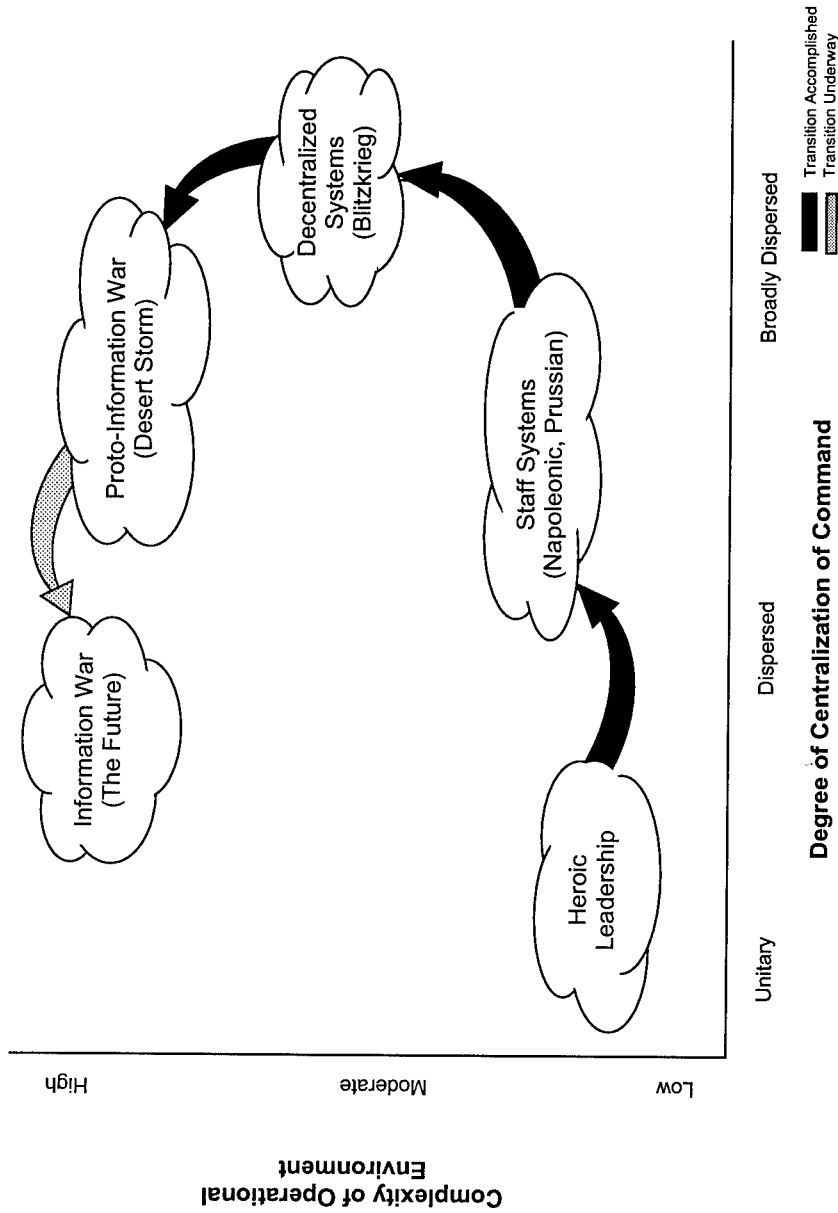 Complexity of Operational
Environment
High
Moderate
Low
Information War
(The Future)
Proto-Information War
(Desert Storm)
Decentralized
Systems
(Blitzkrieg)
Staff Systems
(Napoleonic, Prussian)
Heroic
Leadership
Unitary
Dispersed
Broadly Dispersed
Degree of Centralization of Command
Transition Accomplished
Transition Underway